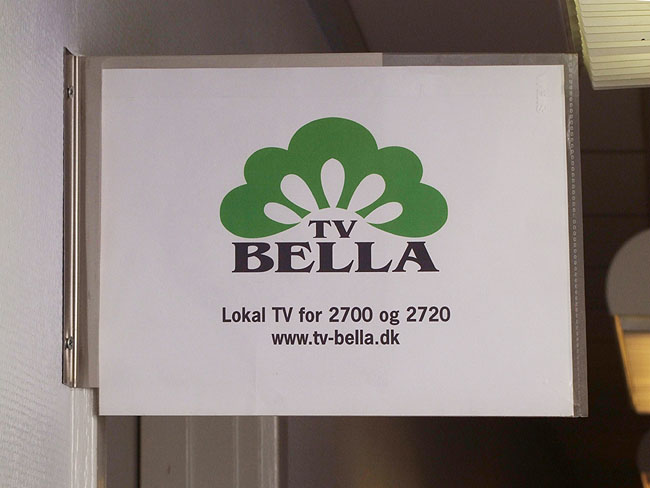 TV
BELLA
Lokal TV for 2700 og 2720
www.tv-bella.dk